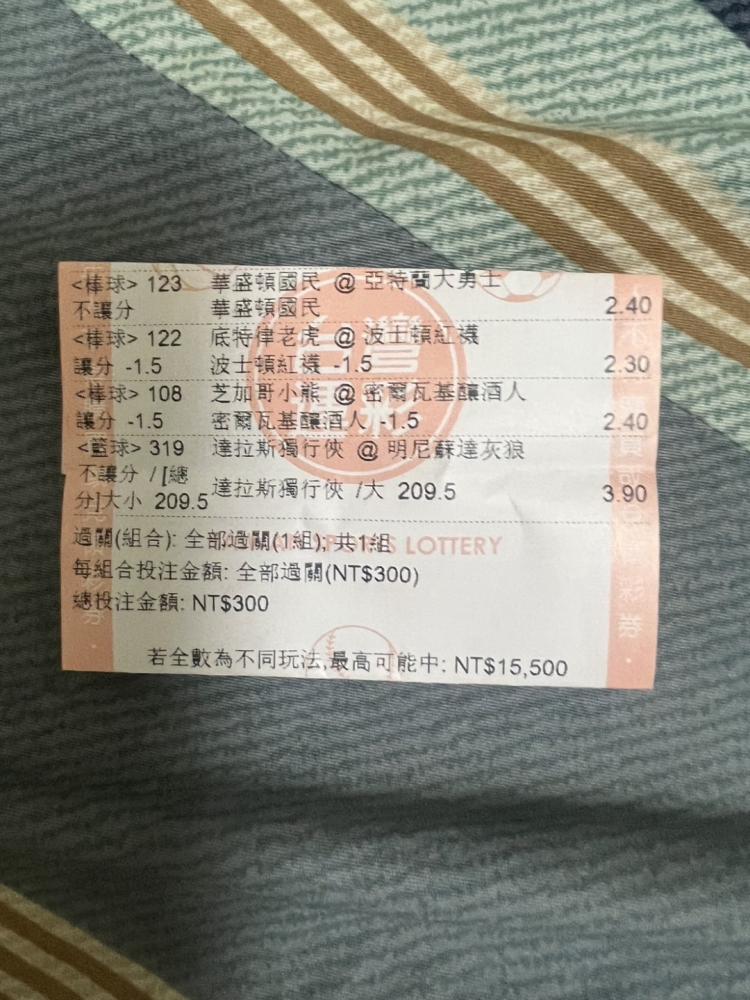 <棒球> 123 華盛頓國民 @ 亞特蘭大勇士
不讓分 華盛頓國民 2.40
<棒球> 122 底特律老虎 @ 波士頓紅襪
讓分 -1.5 波士頓紅襪 -1.5 2.30
<棒球> 108 芝加哥小熊 @ 密爾瓦基釀酒人
讓分 -1.5 密爾瓦基釀酒人 -1.5 2.40
<籃球> 319 達拉斯獨行俠 @ 明尼蘇達灰狼
不讓分 / [總
分]大小 209.5 達拉斯獨行俠 /大 209.5 3.90
過關(組合): 全部過關(1組), 共1組
LOTTERY
每組合投注金額: 全部過關(NT$300)
總投注金額: NT$300
若全數為不同玩法,最高可能中: NT$15,500
台灣
運彩